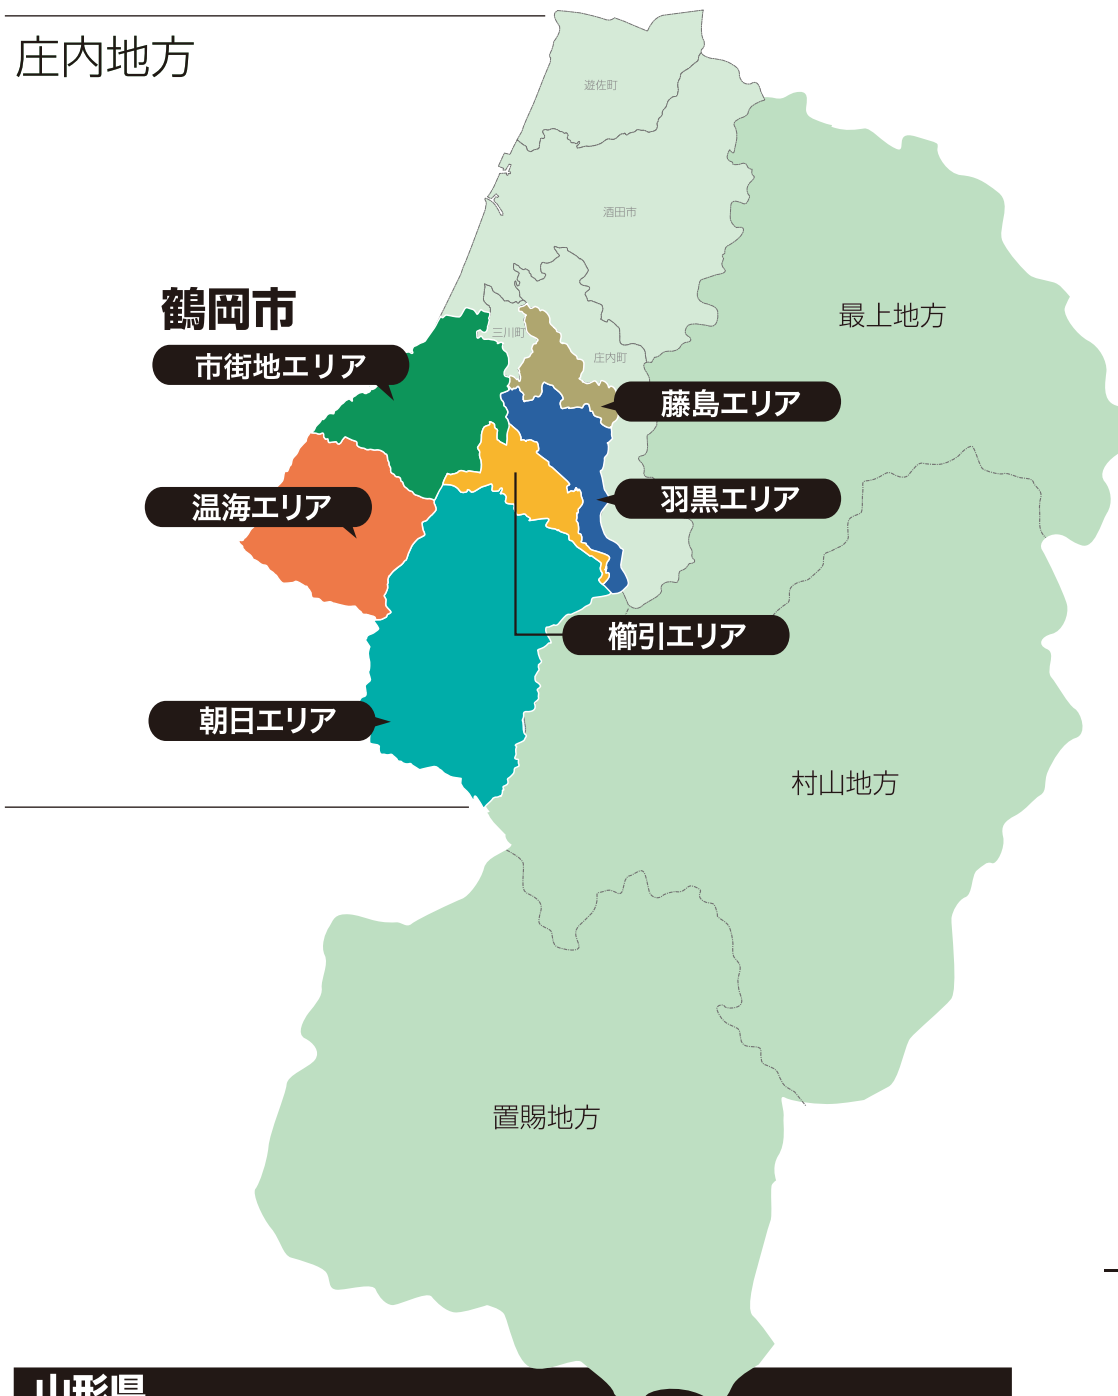 庄内地方
遊佐町
酒田市
鶴岡市
最上地方
三川町
市街地エリア
庄内町
藤島エリア
羽黒エリア
温海エリア
櫛引エリア
朝日エリア
村山地方
置賜地方
山形県